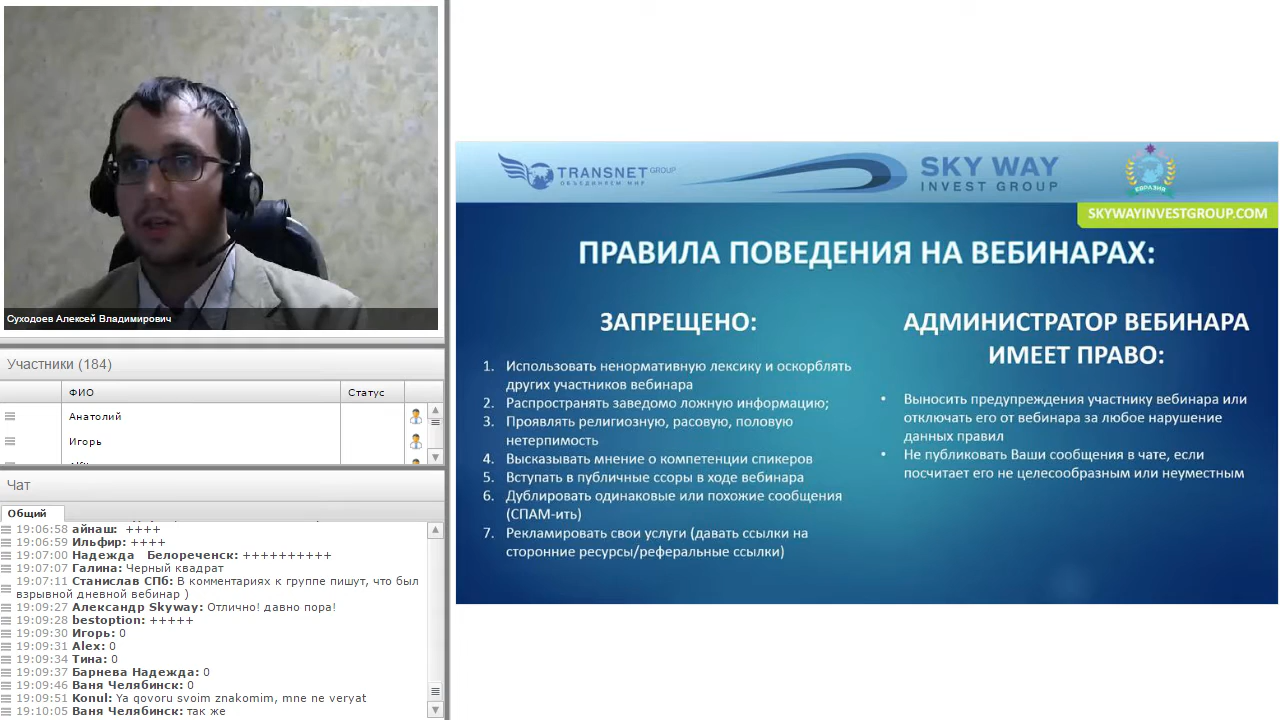 Суходоев Алексей Владимирович
Участники (184)
ФИО
Статус
Анатолий
Игорь
Чат
Общий
19:06:58 айнаш: ++++
19:06:59 Ильфир: ++++
19:07:00 Надежда Белореченск: ++++++++++
19:07:07 Галина: Черный квадрат
19:07:11 Станислав СПб: В комментариях к группе пишут, что был
взрывной дневной вебинар )
19:09:27 Александр Skyway: Отлично! давно пора!
19:09:28 bestoption: +++++
19:09:30 Игорь: 0
19:09:31 Alex: 0
19:09:34 Тина: 0
19:09:37 Барнева Надежда: 0
19:09:46 Ваня Челябинск: 0
19:09:51 Konul: Ya qovoru svoim znakomim, mne ne veryat
19:10:05 Ваня Челябинск: так же
TRANSNET GROUP
ОБЪЕДИНЯЕМ МИР
SKY WAY
INVEST GROUP
ЕВРАЗИЯ
SKYWAYINVESTGROUP.COM
ПРАВИЛА ПОВЕДЕНИЯ НА ВЕБИНАРАХ:
ЗАПРЕЩЕНО:
1. Использовать ненормативную лексику и оскорблять
других участников вебинара
2. Распространять заведомо ложную информацию;
3. Проявлять религиозную, расовую, половую
нетерпимость
4. Высказывать мнение о компетенции спикеров
5. Вступать в публичные ссоры в ходе вебинара
6. Дублировать одинаковые или похожие сообщения
(СПАМ-ить)
7. Рекламировать свои услуги (давать ссылки на
сторонние ресурсы/реферальные ссылки)
АДМИНИСТРАТОР ВЕБИНАРА
ИМЕЕТ ПРАВО:
• Выносить предупреждения участнику вебинара или
отключать его от вебинара за любое нарушение
данных правил
• Не публиковать Ваши сообщения в чате, если
посчитает его не целесообразным или неуместным